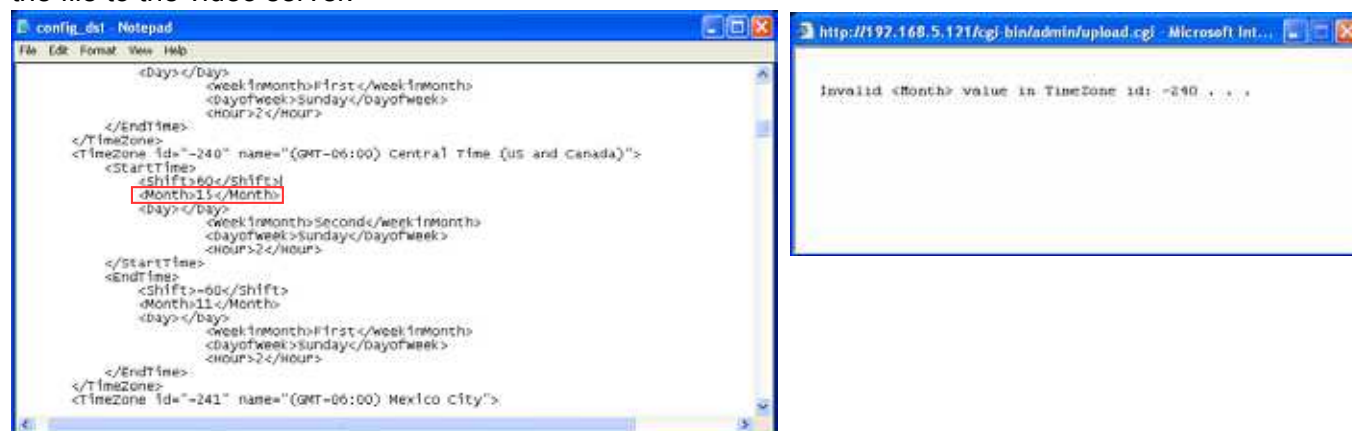 the file to the video server.
config_dst - Notepad
File Edit Format View Help
<Day></Day>
<WeekInMonth>First</WeekInMonth>
<DayOfWeek>Sunday</DayOfWeek>
<Hour>2</Hour>
</EndTime>
</TimeZone>
<TimeZone id="-240" name="(GMT-06:00) Central Time (US and Canada)">
<StartTime>
<Shift>60</Shift>
<Month>15</Month>
<Day></Day>
<WeekInMonth>Second</WeekInMonth>
<DayOfWeek>Sunday</DayOfWeek>
<Hour>2</Hour>
</StartTime>
<EndTime>
<Shift>-60</Shift>
<Month>11</Month>
<Day></Day>
<WeekInMonth>First</WeekInMonth>
<DayOfWeek>Sunday</DayOfWeek>
<Hour>2</Hour>
</EndTime>
</TimeZone>
<TimeZone id="-241" name="(GMT-06:00) Mexico City">
http://192.168.5.121/cgi-bin/admin/upload.cgi - Microsoft Int...
Invalid <Month> value in TimeZone id: -240 . . .